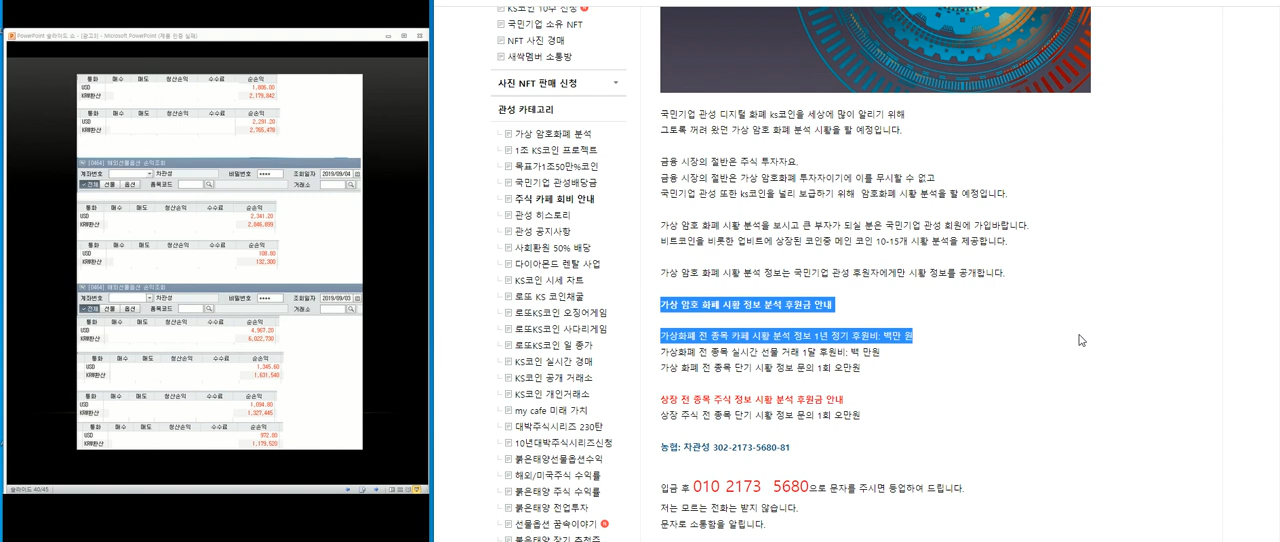 PowerPoint 슬라이드 쇼 - [광고3] - Microsoft PowerPoint (제품 인증 실패)
통화 매수 매도 청산손익 수수료 순손익
USD 1,806.00
KRW환산 2,179,842
통화 매수 매도 청산손익 수수료 순손익
USD 2,291.20
KRW환산 2,765,478
[0464] 해외선물옵션 손익조회
계좌번호 차관성 비밀번호 **** 조회일자 2019/09/04
전체 선물 옵션 종목코드 거래소
통화 매수 매도 청산손익 수수료 순손익
USD 2,341.20
KRW환산 2,846,899
통화 매수 매도 청산손익 수수료 순손익
USD 108.80
KRW환산 132,300
[0464] 해외선물옵션 손익조회
계좌번호 차관성 비밀번호 **** 조회일자 2019/09/03
전체 선물 옵션 종목코드 거래소
통화 매수 매도 청산손익 수수료 순손익
USD 4,967.20
KRW환산 6,022,730
통화 매수 매도 청산손익 수수료 순손익
USD 1,345.60
KRW환산 1,631,540
통화 매수 매도 청산손익 수수료 순손익
USD 1,094.80
KRW환산 1,327,445
통화 매수 매도 청산손익 수수료 순손익
USD 972.80
KRW환산 1,179,520
슬라이드 40/45
KS코인 10수 신청
국민기업 소유 NFT
NFT 사진 경매
새싹멤버 소통방
사진 NFT 판매 신청
관성 카테고리
가상 암호화폐 분석
1조 KS코인 프로젝트
목표가1조50만%코인
국민기업 관성배당금
주식 카페 회비 안내
관성 히스토리
관성 공지사항
사회환원 50% 배당
다이아몬드 렌탈 사업
KS코인 시세 차트
로또 KS 코인채굴
로또KS코인 오징어게임
로또KS코인 사다리게임
로또KS코인 일 종가
KS코인 실시간 경매
KS코인 공개 거래소
KS코인 개인거래소
my cafe 미래 가치
대박주식시리즈 230탄
10년대박주식시리즈신청
붉은태양선물옵션수익
해외/미국주식 수익률
붉은태양 주식 수익률
붉은태양 전업투자
선물옵션 꿈속이야기
붉은태양 장기 추천주
국민기업 관성 디지털 화폐 ks코인을 세상에 많이 알리기 위해
그토록 꺼려 왔던 가상 암호 화폐 분석 시황을 할 예정입니다.
금융 시장의 절반은 주식 투자자요.
금융 시장의 절반은 가상 암호화폐 투자자이기에 이를 무시할 수 없고
국민기업 관성 또한 ks코인을 널리 보급하기 위해 암호화폐 시황 분석을 할 예정입니다.
가상 암호 화폐 시황 분석을 보시고 큰 부자가 되실 분은 국민기업 관성 회원에 가입바랍니다.
비트코인을 비롯한 업비트에 상장된 코인중 메인 코인 10-15개 시황 분석을 제공합니다.
가상 암호 화폐 시황 분석 정보는 국민기업 관성 후원자에게만 시황 정보를 공개합니다.
가상 암호 화폐 시황 정보 분석 후원금 안내
가상화폐 전 종목 카페 시황 분석 정보 1년 정기 후원비: 백만 원
가상화폐 전 종목 실시간 선물 거래 1달 후원비: 백 만원
가상 화폐 전 종목 단기 시황 정보 문의 1회 오만원
상장 전 종목 주식 정보 시황 분석 후원금 안내
상장 주식 전 종목 단기 시황 정보 문의 1회 오만원
농협: 차관성 302-2173-5680-81
입금 후 010 2173 5680으로 문자를 주시면 등업하여 드립니다.
저는 모르는 전화는 받지 않습니다.
문자로 소통함을 알립니다.